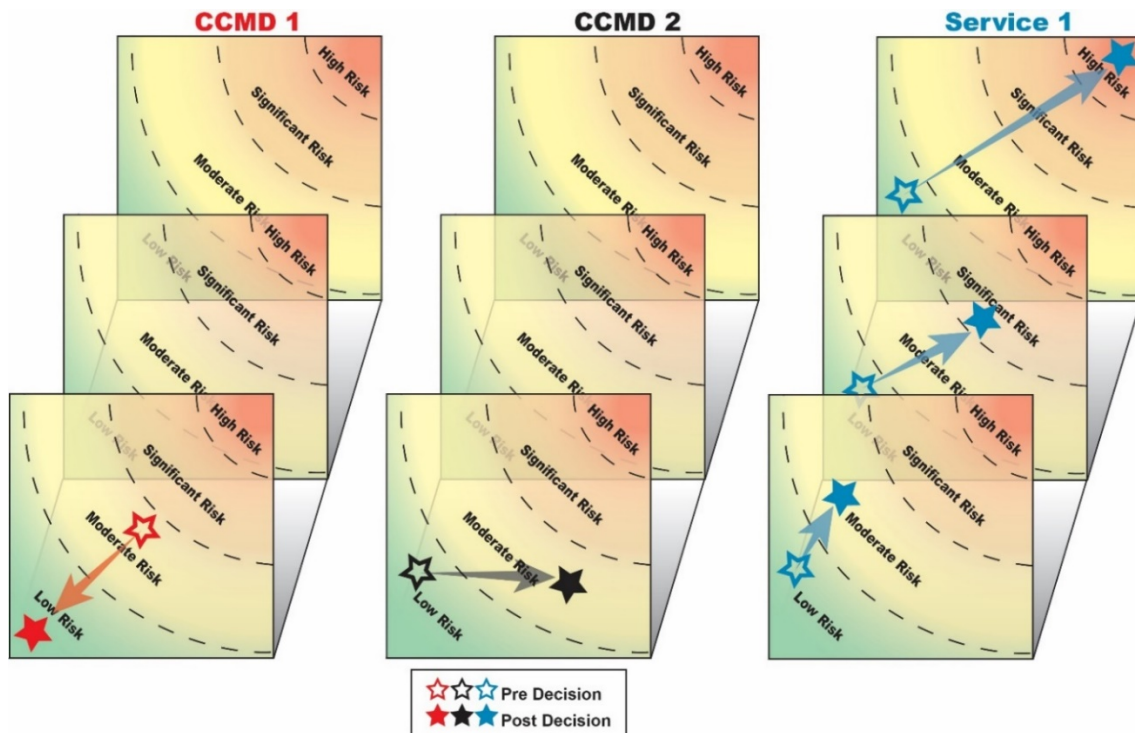 CCMD 1
CCMD 2
Service 1
High Risk
Significant Risk
Moderate Risk
High Risk
Low Risk
Significant Risk
Moderate Risk
High Risk
Low Risk
Significant Risk
Moderate Risk
Low Risk
High Risk
Significant Risk
Moderate Risk
High Risk
Low Risk
Significant Risk
Moderate Risk
High Risk
Low Risk
Significant Risk
Moderate Risk
Low Risk
High Risk
Significant Risk
Moderate Risk
Low Risk
Significant Risk
Moderate Risk
High Risk
Low Risk
Significant Risk
Moderate Risk
Low Risk
Pre Decision
Post Decision